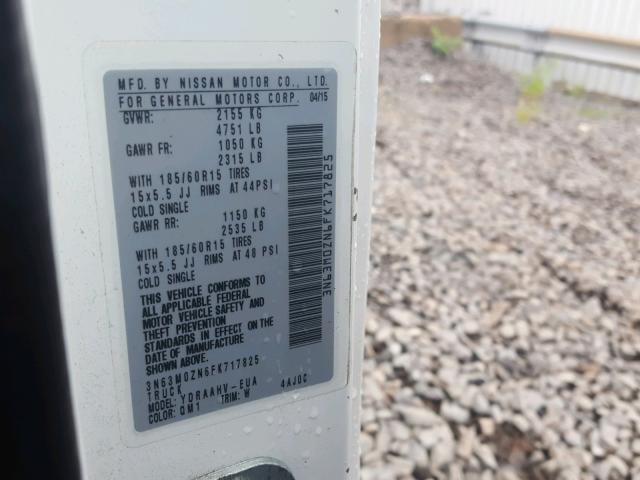 MFD. BY NISSAN MOTOR CO., LTD.
FOR GENERAL MOTORS CORP. 04/15
GVWR: 2155 KG
4751 LB
GAWR FR: 1050 KG
2315 LB
WITH 185/60R15 TIRES
15x5.5 JJ RIMS AT 44PSI
COLD SINGLE
GAWR RR: 1150 KG
2535 LB
WITH 185/60R15 TIRES
15x5.5 JJ RIMS AT 48 PSI
COLD SINGLE
THIS VEHICLE CONFORMS TO
ALL APPLICABLE FEDERAL
MOTOR VEHICLE SAFETY AND
THEFT PREVENTION
STANDARDS IN EFFECT ON THE
DATE OF MANUFACTURE
SHOWN ABOVE.
3N63M0ZN6FK717825
TRUCK
MODEL: YDRAAHV-EUA 4AJ0C
COLOR: QM1 TRIM: W
3N63M0ZN6FK717825